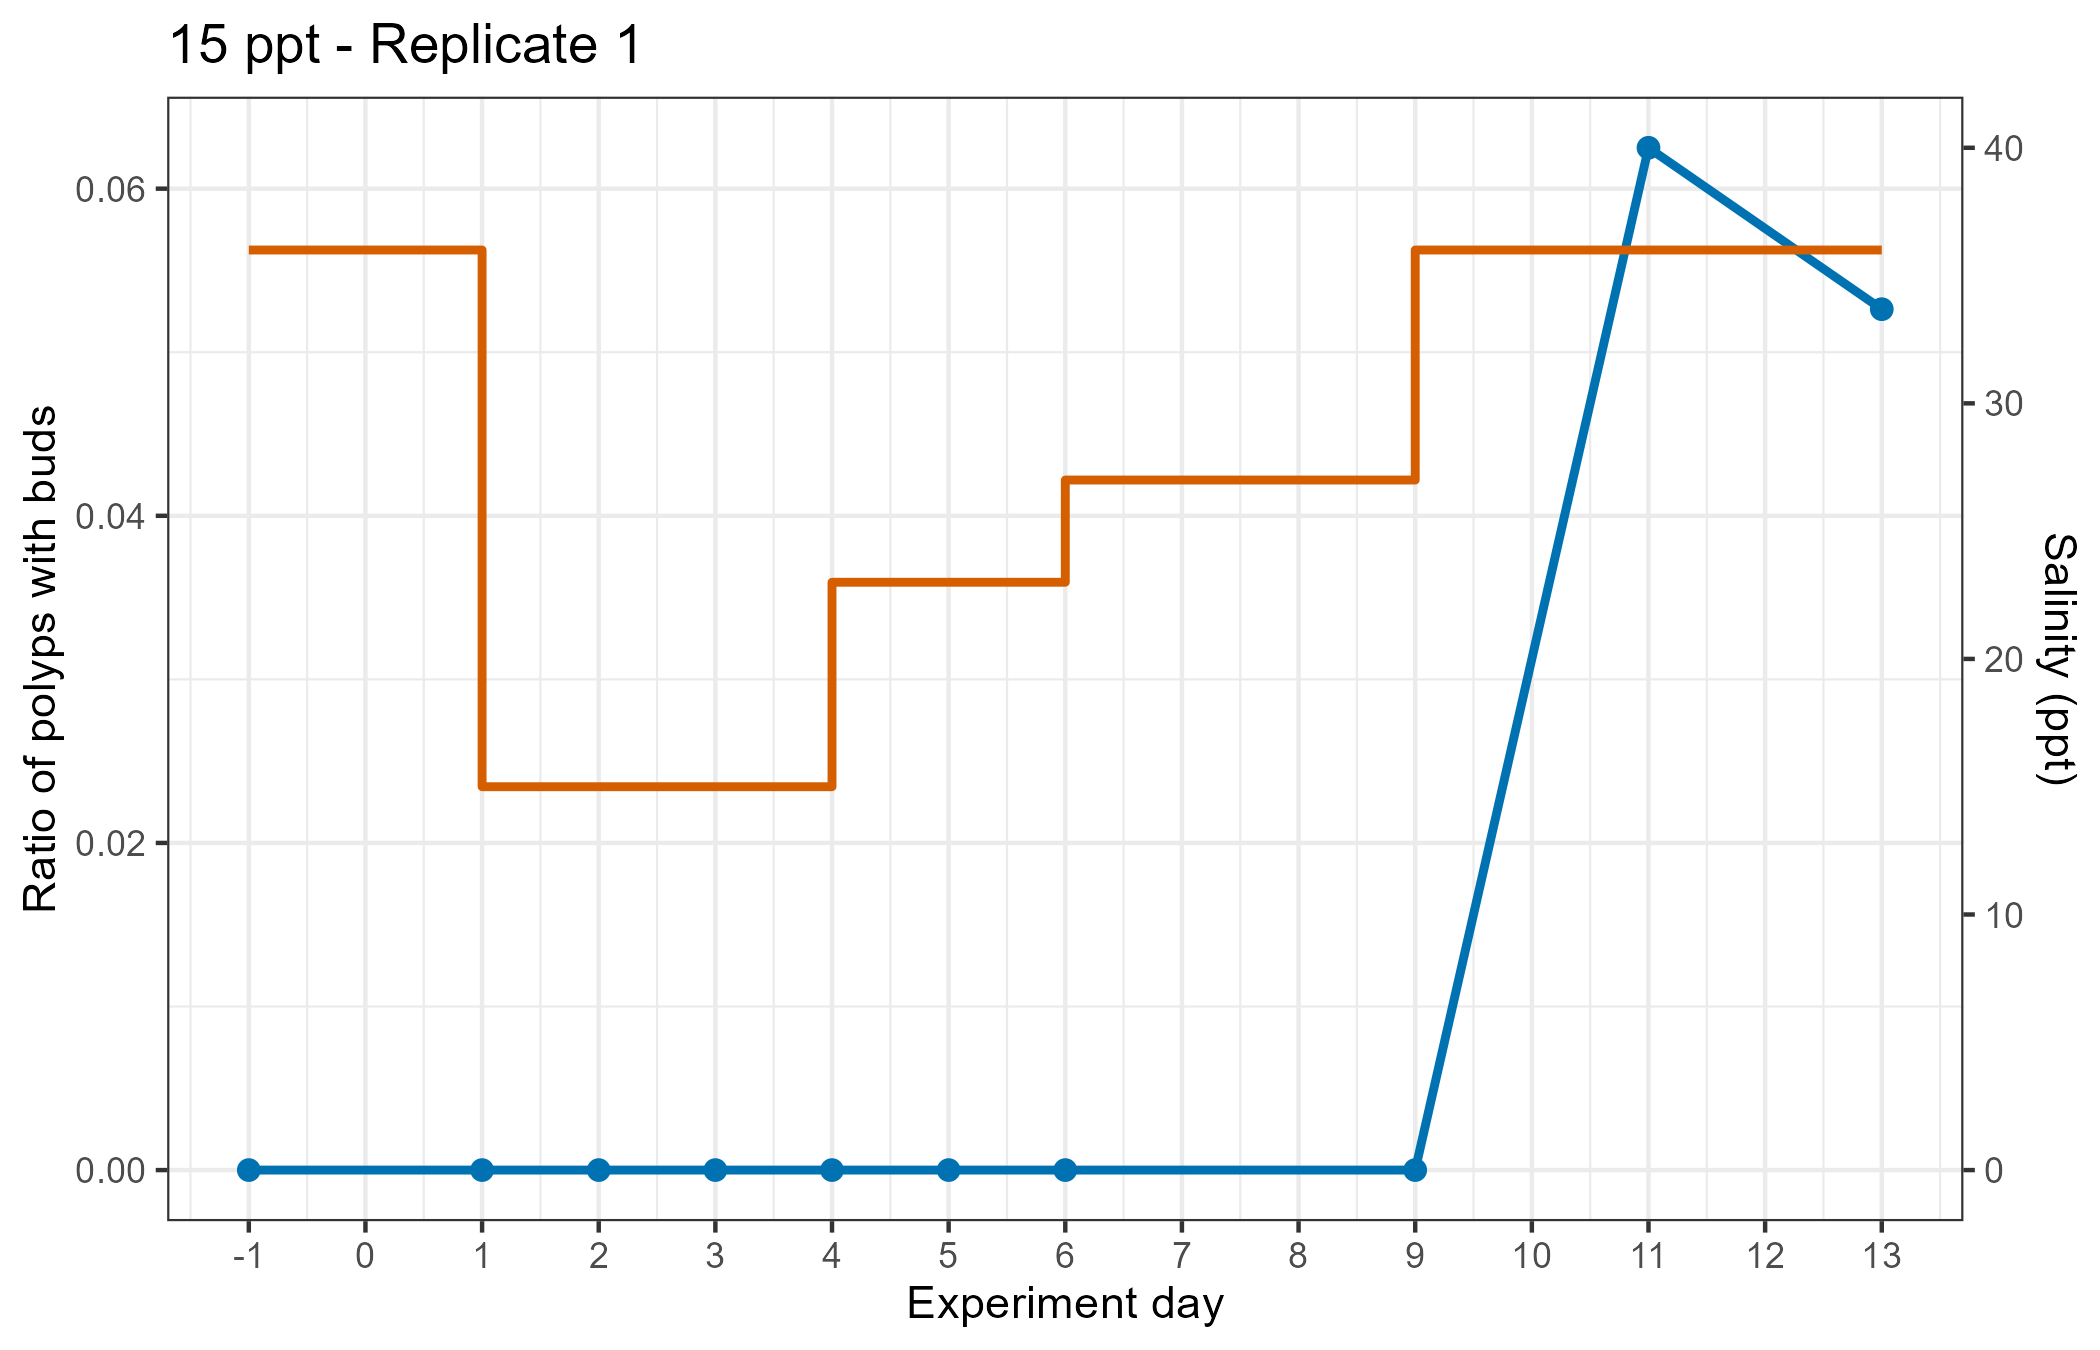 15 ppt - Replicate 1
Ratio of polyps with buds
0.06
0.04
0.02
0.00
40
30
20
10
0
Salinity (ppt)
-1 0 1 2 3 4 5 6 7 8 9 10 11 12 13
Experiment day